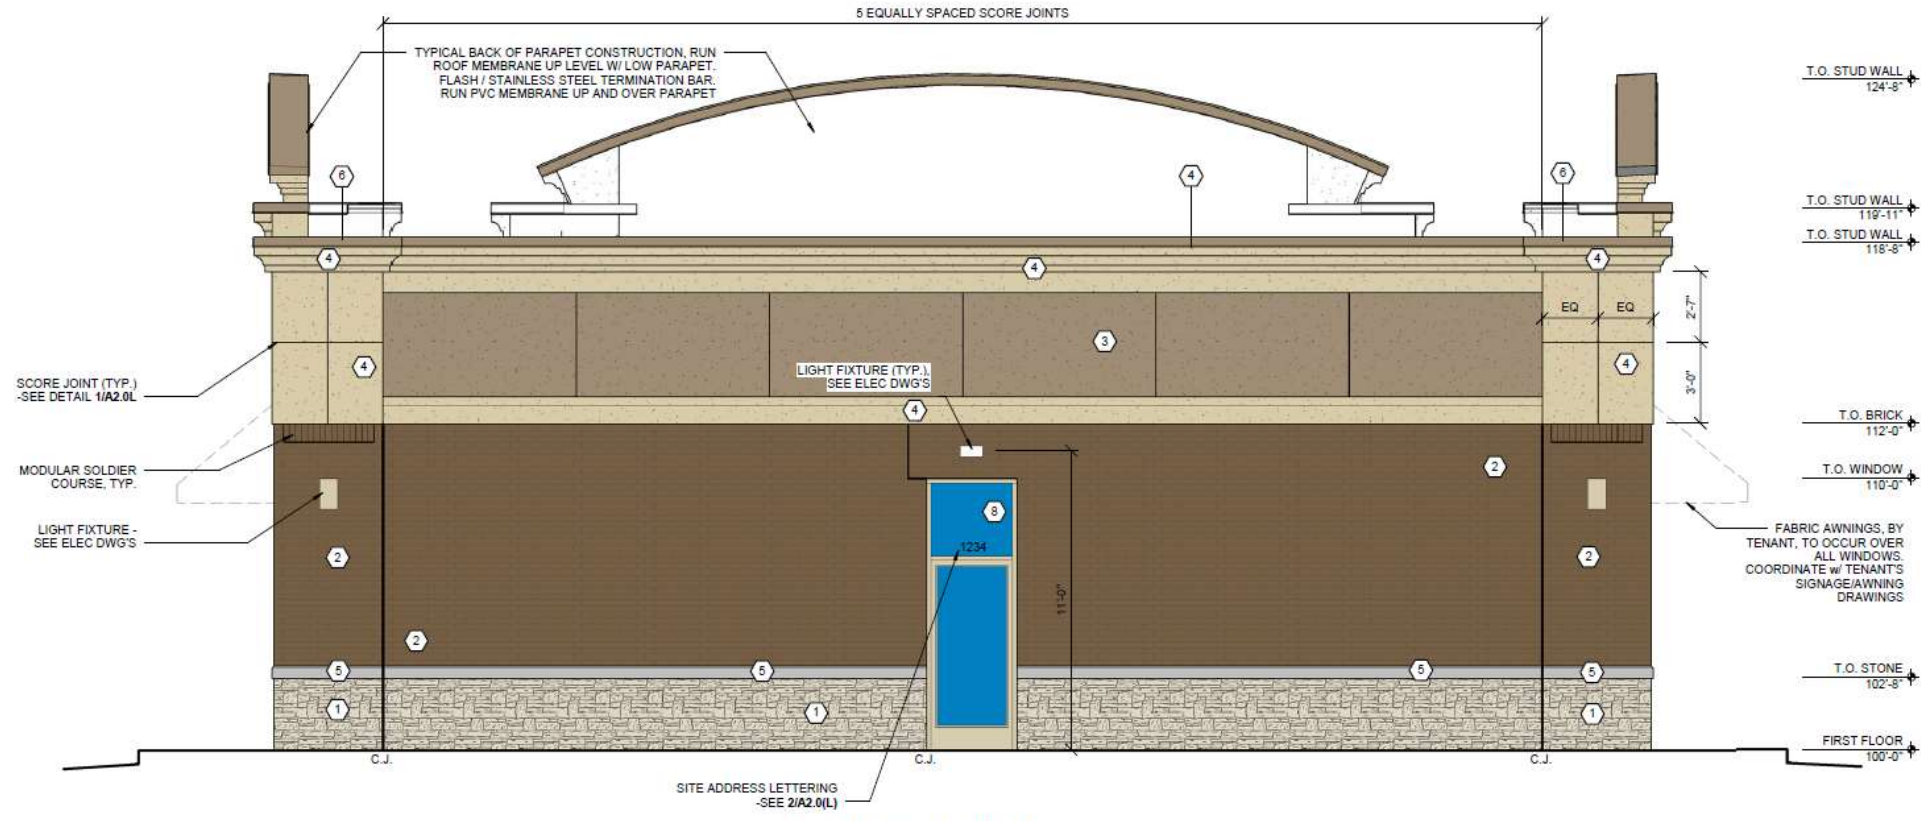 5 EQUALLY SPACED SCORE JOINTS
TYPICAL BACK OF PARAPET CONSTRUCTION, RUN
ROOF MEMBRANE UP LEVEL W/ LOW PARAPET.
FLASH / STAINLESS STEEL TERMINATION BAR.
RUN PVC MEMBRANE UP AND OVER PARAPET
T.O. STUD WALL
124'-8"
6
4
6
T.O. STUD WALL
119'-11"
T.O. STUD WALL
118'-8"
4
4
4
EQ
EQ
2'-7"
3
4
4
LIGHT FIXTURE (TYP.),
SEE ELEC DWG'S
3'-0"
SCORE JOINT (TYP.)
-SEE DETAIL 1/A2.0L
4
T.O. BRICK
112'-0"
MODULAR SOLDIER
COURSE, TYP.
2
T.O. WINDOW
110'-0"
8
LIGHT FIXTURE -
SEE ELEC DWG'S
1234
2
2
11'-0"
FABRIC AWNINGS, BY
TENANT, TO OCCUR OVER
ALL WINDOWS.
COORDINATE w/ TENANT'S
SIGNAGE/AWNING
DRAWINGS
2
5
5
5
5
T.O. STONE
102'-8"
1
1
1
FIRST FLOOR
100'-0"
C.J.
C.J.
C.J.
SITE ADDRESS LETTERING
-SEE 2/A2.0(L)